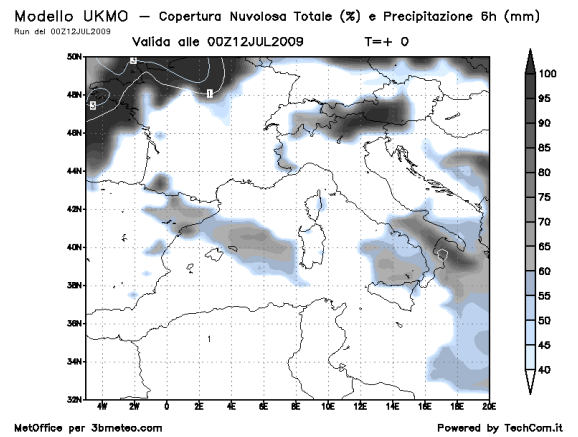 Modello UKMO – Copertura Nuvolosa Totale (%) e Precipitazione 6h (mm)
Run del 00Z12JUL2009
Valida alle 00Z12JUL2009 T=+ 0
50N
48N
46N
44N
42N
40N
38N
36N
34N
32N
4W 2W 0 2E 4E 6E 8E 10E 12E 14E 16E 18E 20E
1
1
100
95
90
85
80
75
70
65
60
55
50
45
40
MetOffice per 3bmeteo.com
Powered by TechCom.it